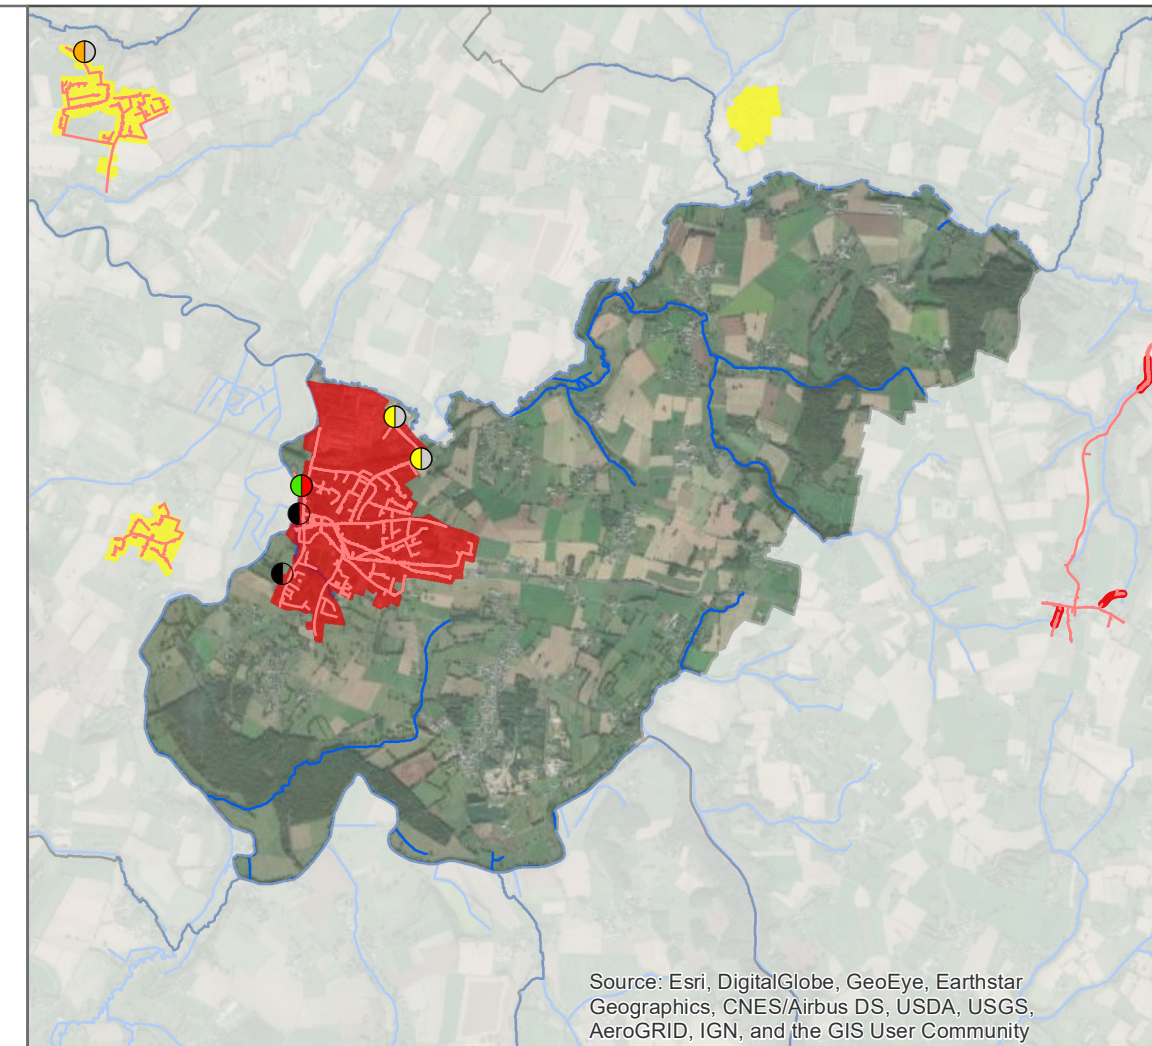 Source: Esri, DigitalGlobe, GeoEye, Earthstar
Geographics, CNES/Airbus DS, USDA, USGS,
AeroGRID, IGN, and the GIS User Community